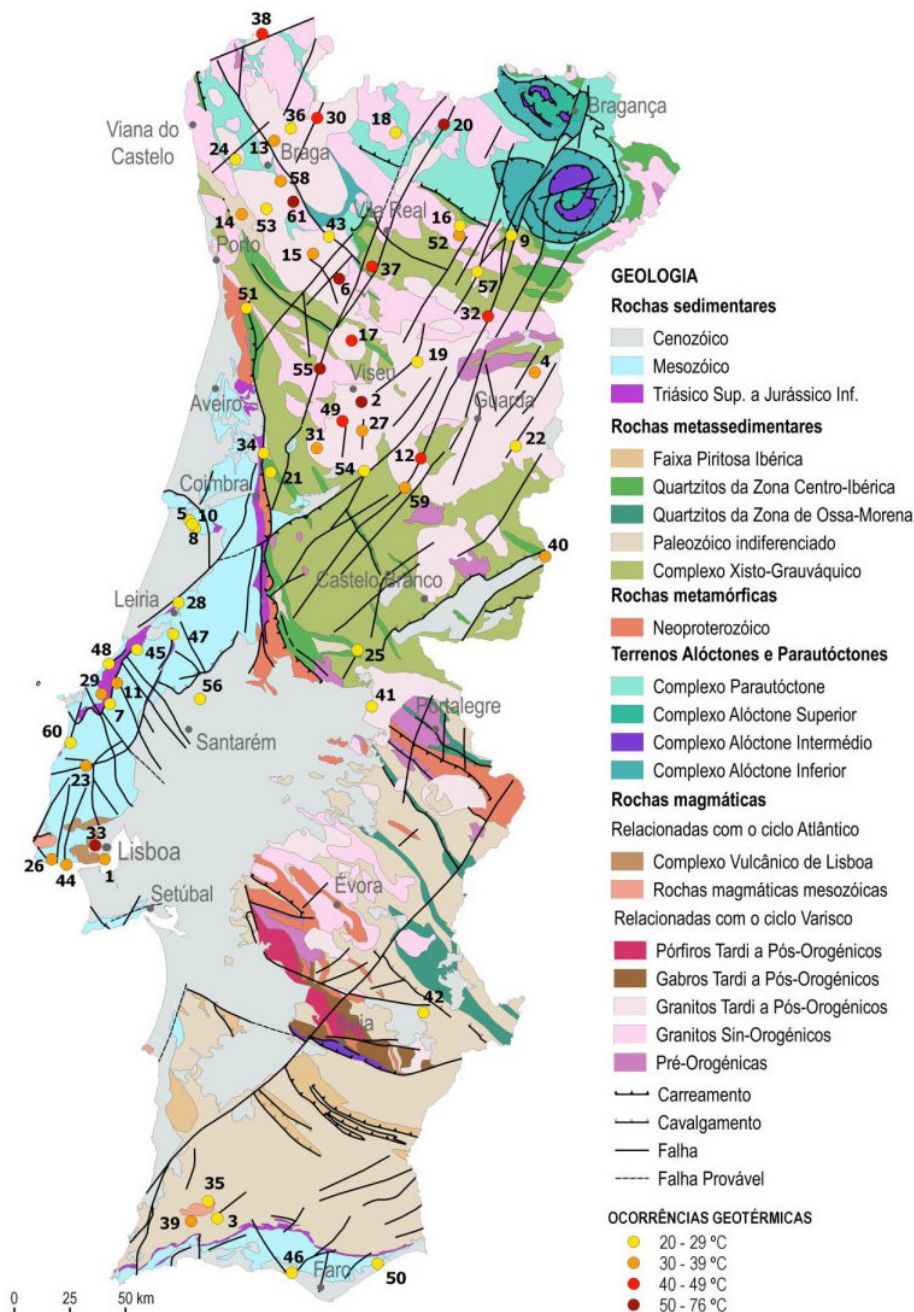 38
36
30
18
20
Bragança
Viana do
Castelo
24
13
Braga
58
14
53
61
43
Vila Real
16
52
9
Porto
15
37
6
57
51
32
17
55
19
4
Viseu
Aveiro
2
49
27
Guarda
31
22
34
21
54
12
59
Coimbra
5
10
8
40
Castelo Branco
Leiria
28
48
47
45
25
29
11
7
56
41
Portalegre
60
Santarém
23
33
Lisboa
26
44
1
Setúbal
Évora
42
Beja
35
39
3
46
Faro
50
0 25 50 km
GEOLOGIA
Rochas sedimentares
Cenozóico
Mesozóico
Triásico Sup. a Jurássico Inf.
Rochas metassedimentares
Faixa Piritosa Ibérica
Quartzitos da Zona Centro-Ibérica
Quartzitos da Zona de Ossa-Morena
Paleozóico indiferenciado
Complexo Xisto-Grauváquico
Rochas metamórficas
Neoproterozóico
Terrenos Alóctones e Parautóctones
Complexo Parautóctone
Complexo Alóctone Superior
Complexo Alóctone Intermédio
Complexo Alóctone Inferior
Rochas magmáticas
Relacionadas com o ciclo Atlântico
Complexo Vulcânico de Lisboa
Rochas magmáticas mesozóicas
Relacionadas com o ciclo Varisco
Pórfiros Tardi a Pós-Orogénicos
Gabros Tardi a Pós-Orogénicos
Granitos Tardi a Pós-Orogénicos
Granitos Sin-Orogénicos
Pré-Orogénicas
Carreamento
Cavalgamento
Falha
Falha Provável
OCORRÊNCIAS GEOTÉRMICAS
20 - 29 ºC
30 - 39 ºC
40 - 49 ºC
50 - 76 ºC